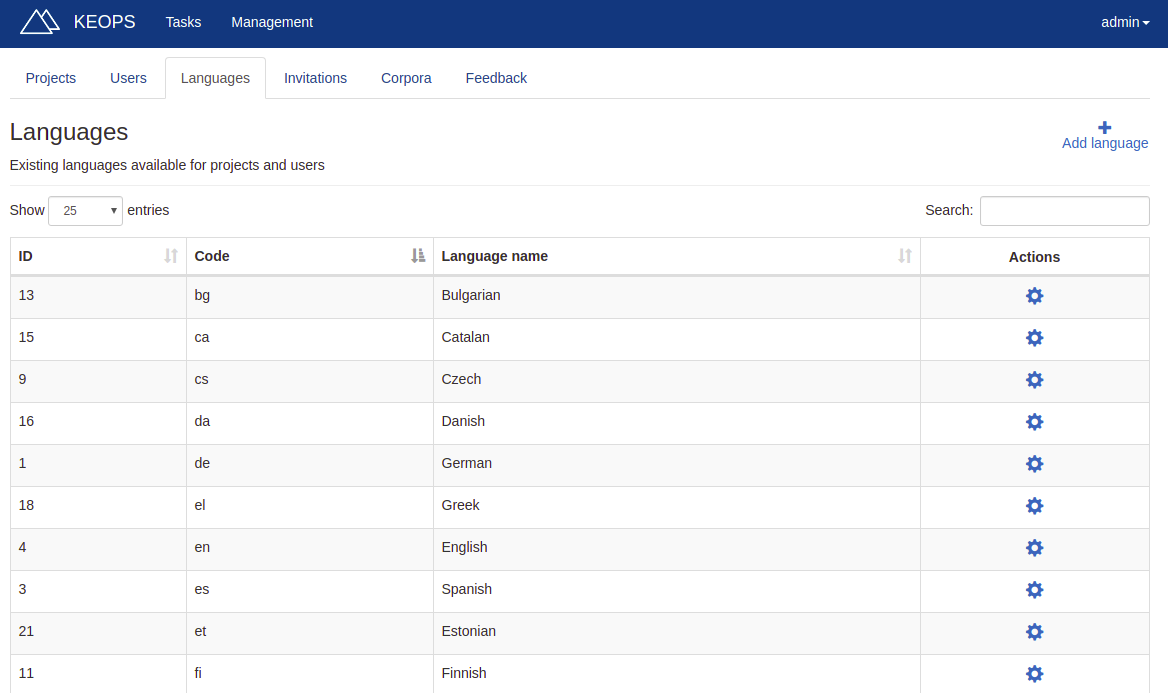 KEOPS Tasks Management admin
Projects Users Languages Invitations Corpora Feedback
Languages
Add language
Existing languages available for projects and users
Show 25 entries Search:
ID Code Language name Actions
13 bg Bulgarian
15 ca Catalan
9 cs Czech
16 da Danish
1 de German
18 el Greek
4 en English
3 es Spanish
21 et Estonian
11 fi Finnish